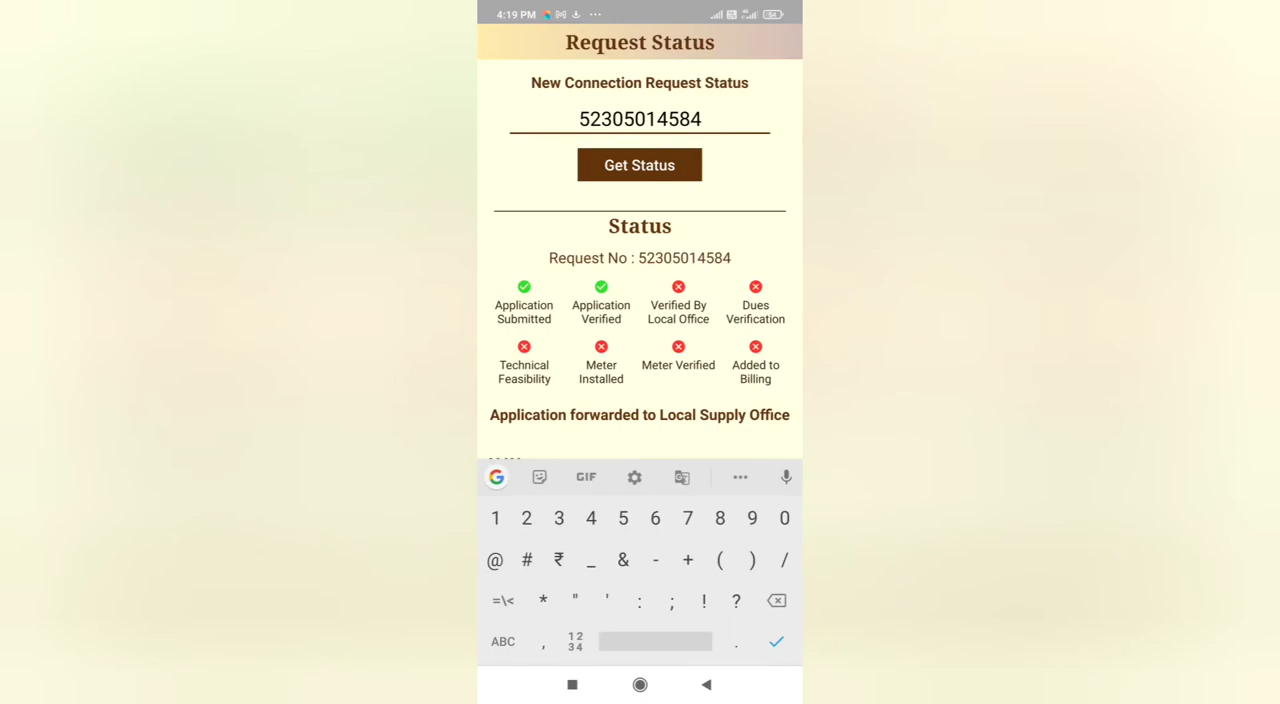 4:19 PM
54
Request Status
New Connection Request Status
52305014584
Get Status
Status
Request No : 52305014584
Application Submitted
Application Verified
Verified By Local Office
Dues Verification
Technical Feasibility
Meter Installed
Meter Verified
Added to Billing
Application forwarded to Local Supply Office
GIF
1 2 3 4 5 6 7 8 9 0
@ # ₹ _ & - + ( ) /
=\< * " ' : ; ! ?
ABC , 12 34 .